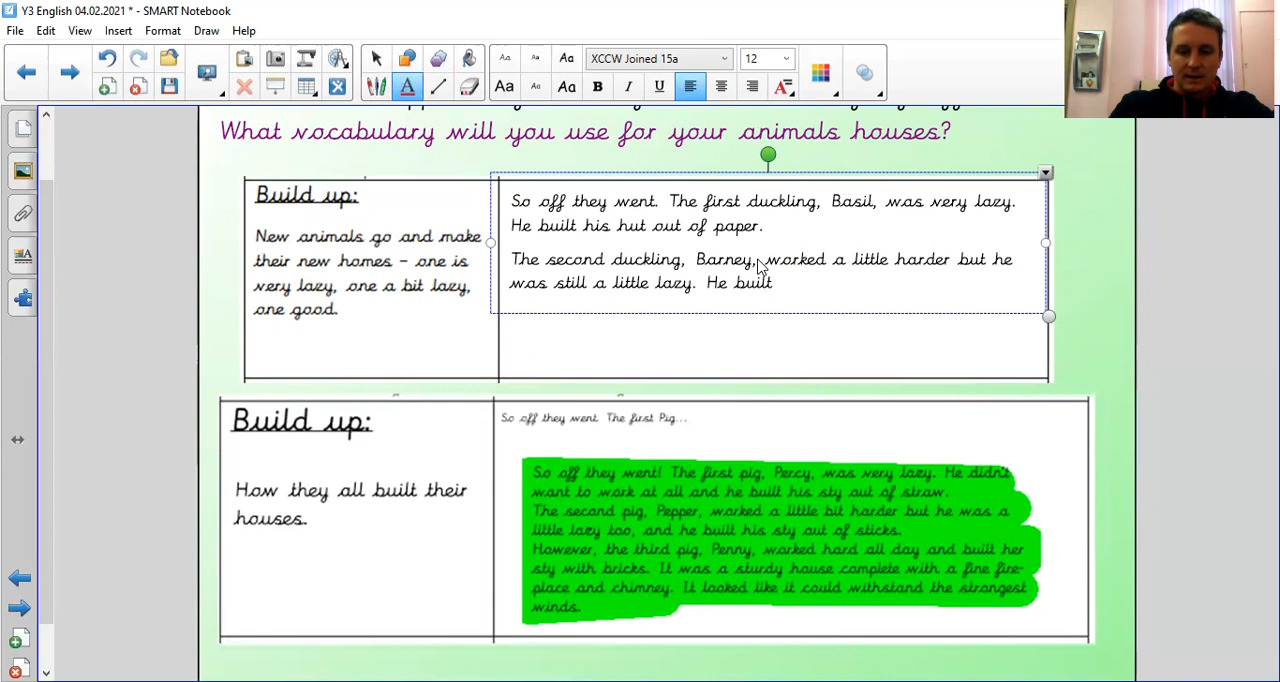 Y3 English 04.02.2021 * - SMART Notebook
File Edit View Insert Format Draw Help
XCCW Joined 15a
12
What vocabulary will you use for your animals houses?
Build up:
New animals go and make
their new homes – one is
very lazy, one a bit lazy,
one good.
So off they went. The first duckling, Basil, was very lazy.
He built his hut out of paper.
The second duckling, Barney, worked a little harder but he
was still a little lazy. He built
Build up:
How they all built their
houses.
So off they went The first Pig...
So off they went! The first pig, Percy, was very lazy. He didn't
want to work at all and he built his sty out of straw.
The second pig, Pepper, worked a little bit harder but he was a
little lazy too, and he built his sty out of sticks.
However, the third pig, Penny, worked hard all day and built her
sty with bricks. It was a sturdy house complete with a fine fire-
place and chimney. It looked like it could withstand the strongest
winds.